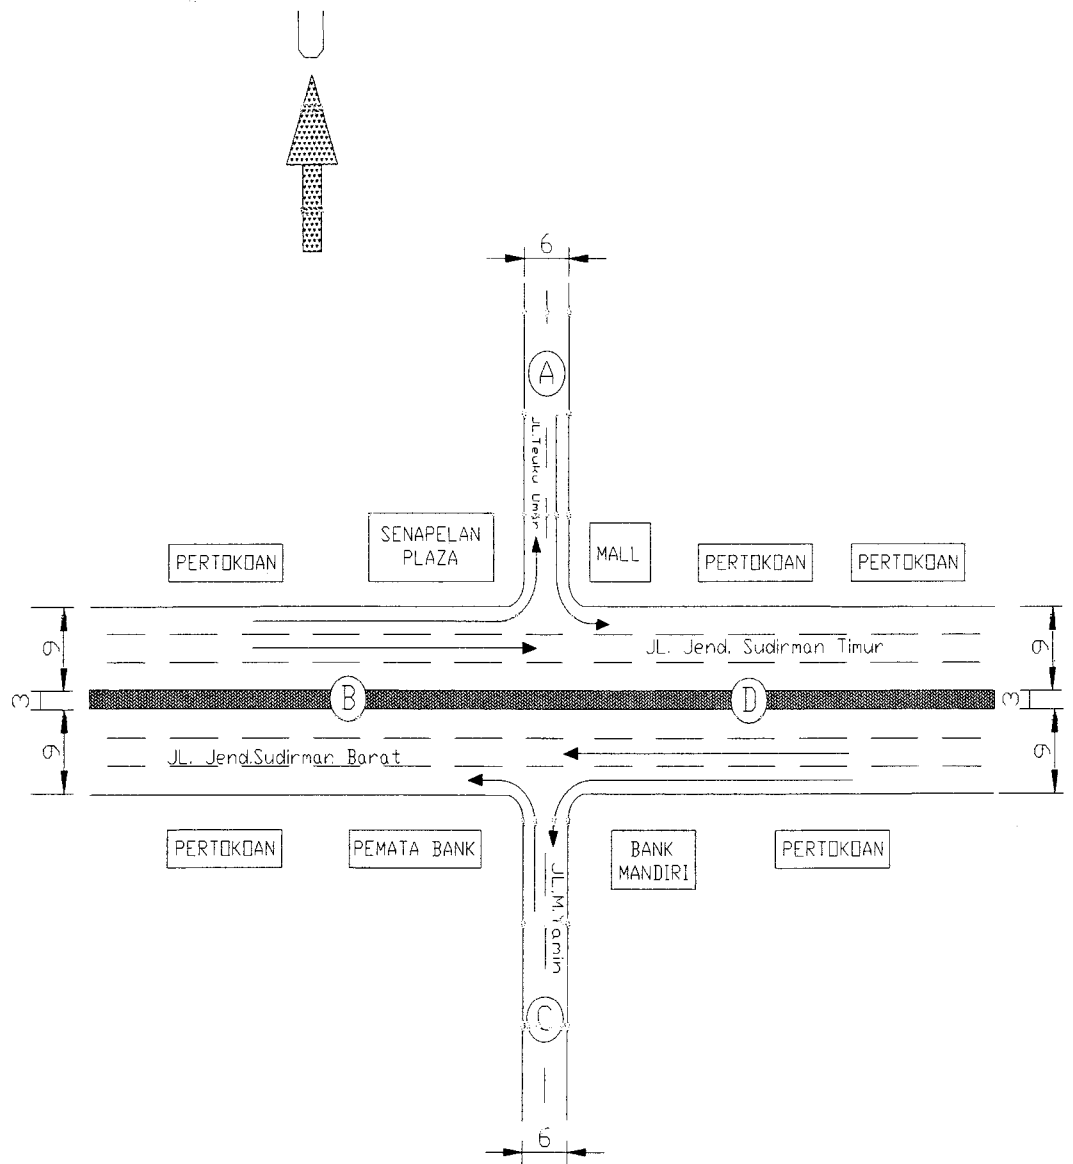 U
6
A
JL.Teuku Umar
SENAPELAN
PLAZA
MALL
PERTOKOAN
PERTOKOAN
PERTOKOAN
9
JL. Jend. Sudirman Timur
9
3
B
D
3
9
JL. Jend.Sudirman Barat
9
PERTOKOAN
PEMATA BANK
BANK
MANDIRI
PERTOKOAN
JL.M.Yamin
C
6